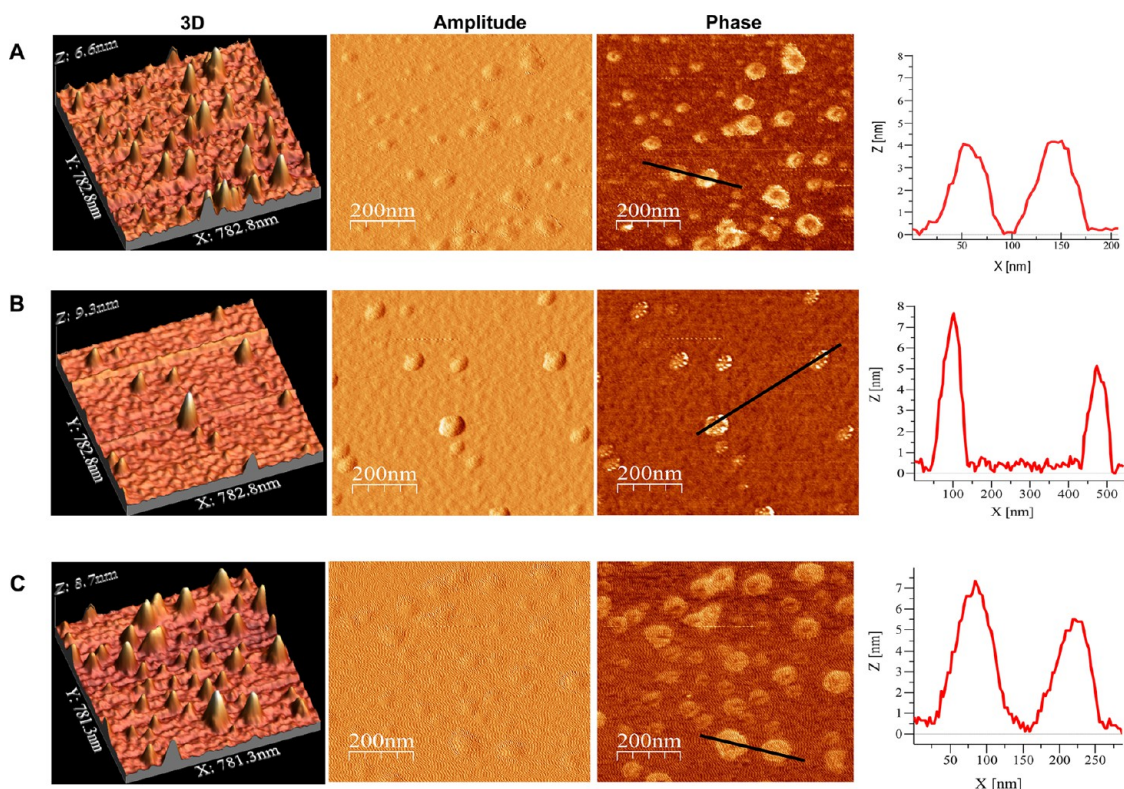 3D Amplitude Phase
A
Z: 6.6nm
Y: 782.8nm
X: 782.8nm
200nm
200nm
8
7
6
5
4
3
2
1
0
Z [nm]
50 100 150 200
X [nm]
B
Z: 9.3nm
Y: 782.8nm
X: 782.8nm
200nm
200nm
8
7
6
5
4
3
2
1
0
Z [nm]
100 200 300 400 500
X [nm]
C
Z: 8.7nm
Y: 781.3nm
X: 781.3nm
200nm
200nm
7
6
5
4
3
2
1
0
Z [nm]
50 100 150 200 250
X [nm]